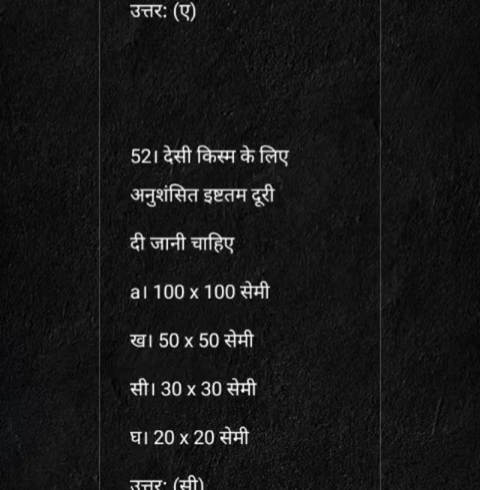 उत्तर: (ए)
52। देसी किस्म के लिए
अनुशंसित इष्टतम दूरी
दी जानी चाहिए
a। 100 x 100 सेमी
ख। 50 x 50 सेमी
सी। 30 x 30 सेमी
घ। 20 x 20 सेमी
उत्तर: (सी)